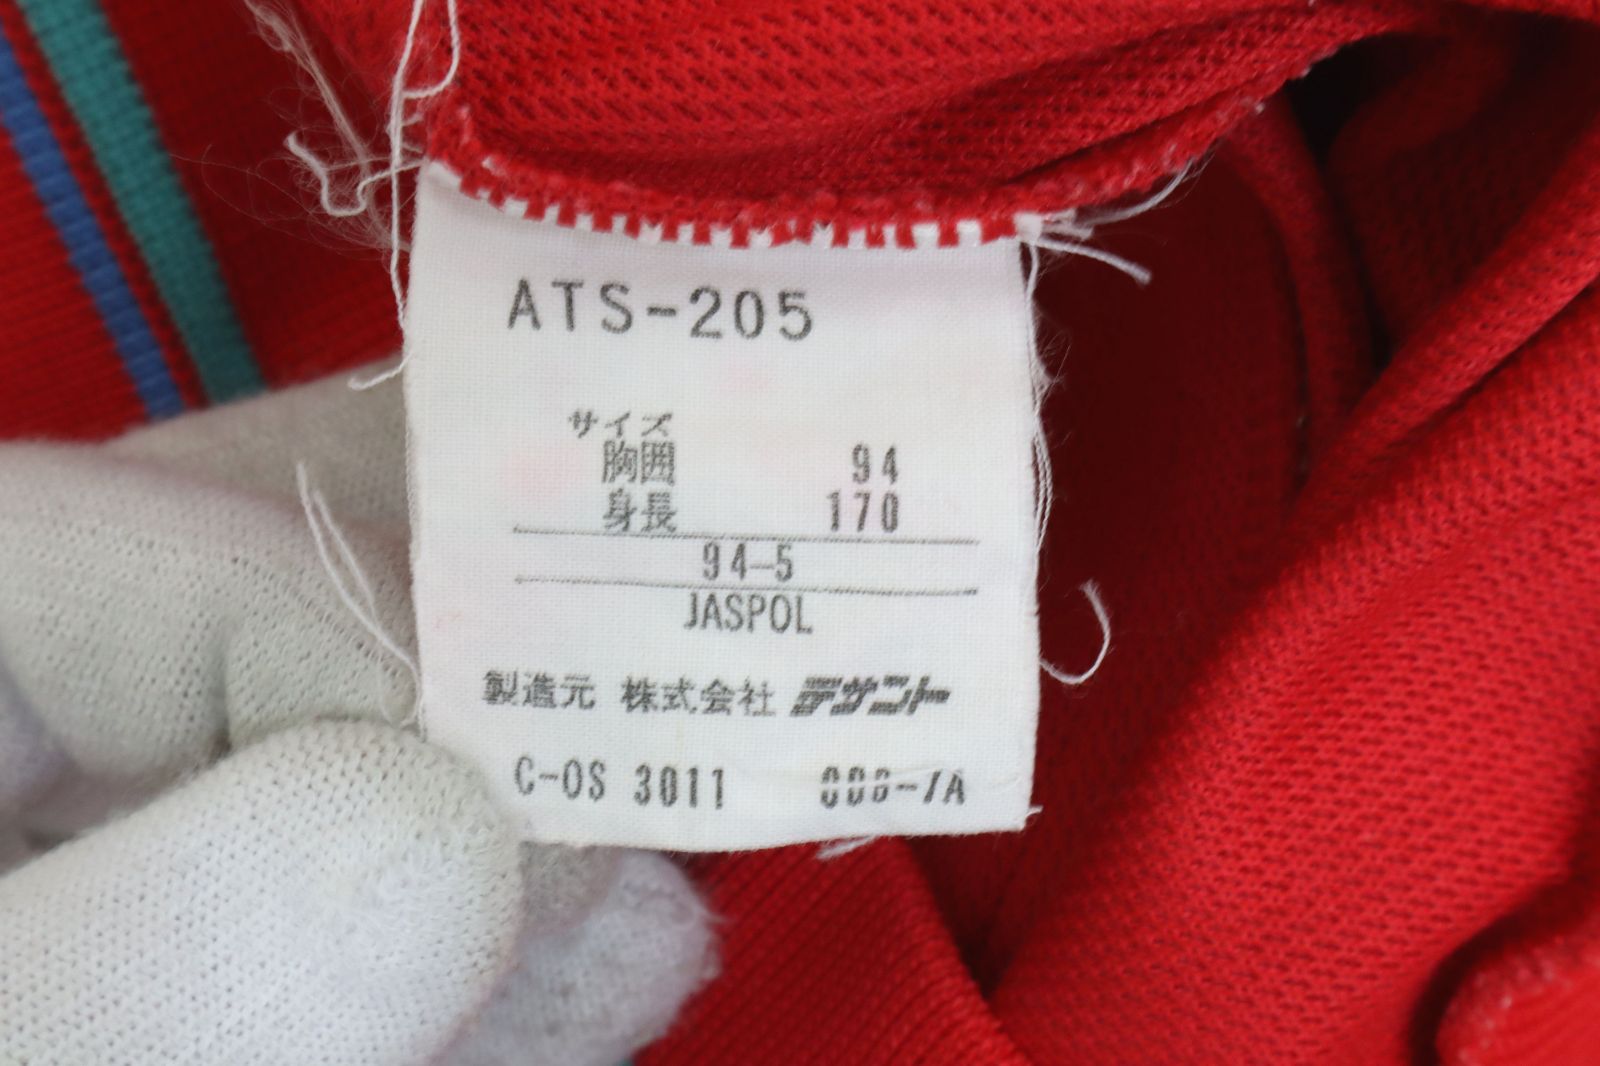 ATS-205
サイズ
胸囲 94
身長 170
94-5
JASPOL
製造元 株式会社 デサント
C-OS 3011